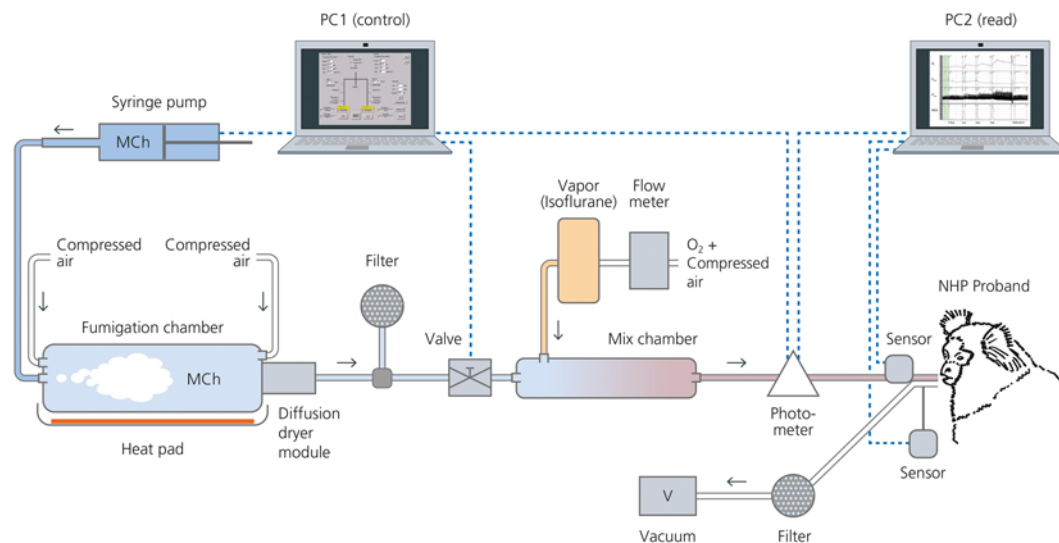 PC1 (control)
PC2 (read)
Syringe pump
MCh
Vapor
(Isoflurane)
Flow
meter
O2 +
Compressed
air
Compressed
air
Compressed
air
Filter
NHP Proband
Fumigation chamber
Valve
Mix chamber
Sensor
MCh
Heat pad
Diffusion
dryer
module
Photo-
meter
Sensor
V
Vacuum
Filter